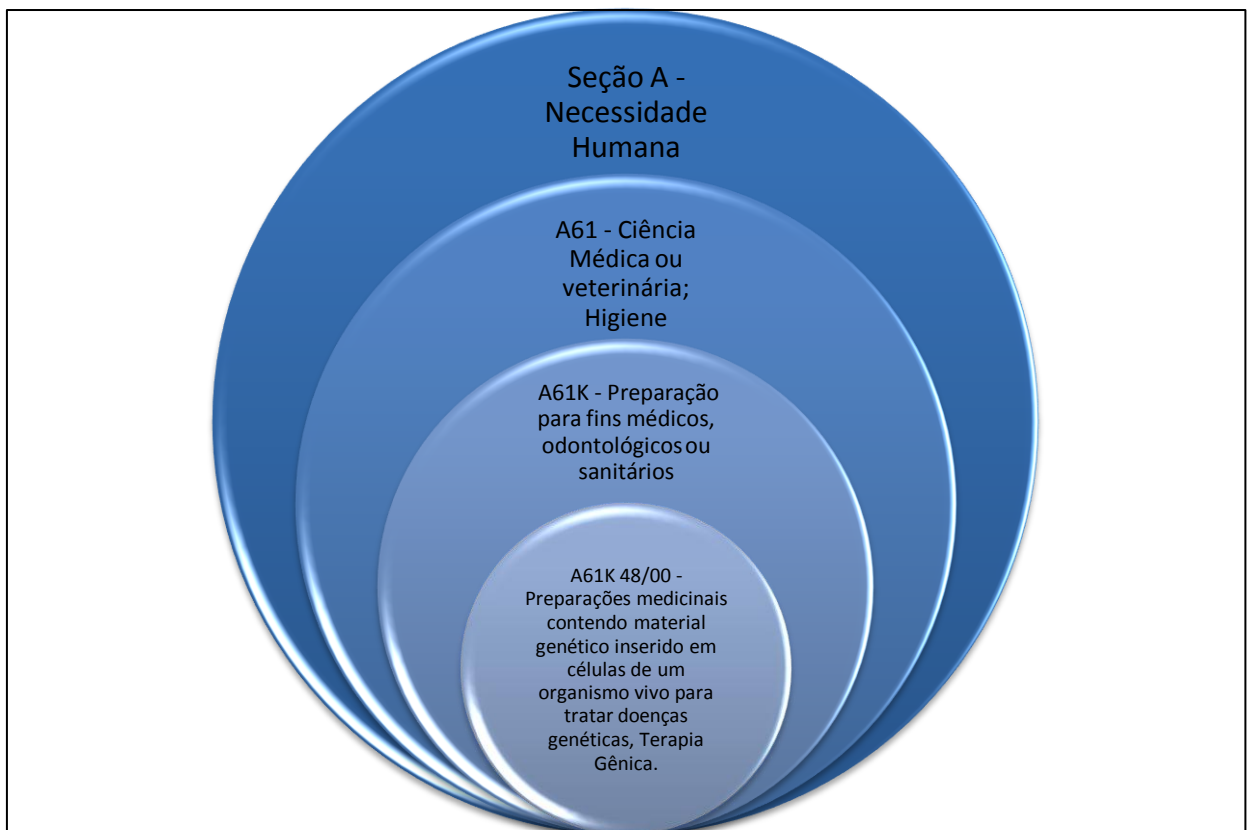 Seção A -
Necessidade
Humana
A61 - Ciência
Médica ou
veterinária;
Higiene
A61K - Preparação
para fins médicos,
odontológicos ou
sanitários
A61K 48/00 -
Preparações medicinais
contendo material
genético inserido em
células de um
organismo vivo para
tratar doenças
genéticas, Terapia
Gênica.